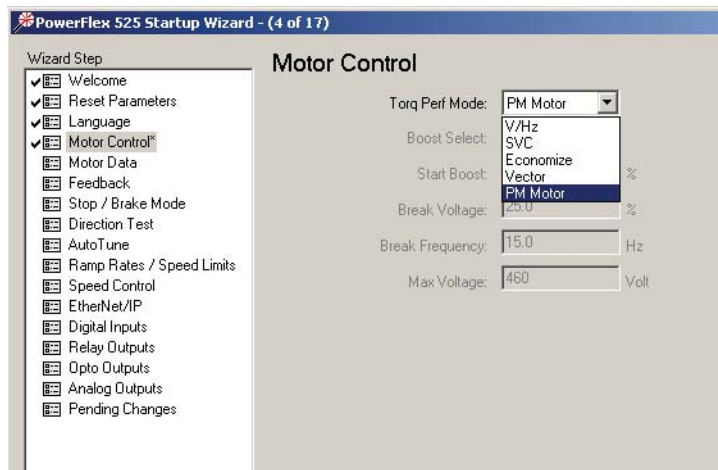 PowerFlex 525 Startup Wizard - (4 of 17)
Wizard Step
Welcome
Reset Parameters
Language
Motor Control*
Motor Data
Feedback
Stop / Brake Mode
Direction Test
AutoTune
Ramp Rates / Speed Limits
Speed Control
EtherNet/IP
Digital Inputs
Relay Outputs
Opto Outputs
Analog Outputs
Pending Changes
Motor Control
Torq Perf Mode: PM Motor
V/Hz
SVC
Economize
Vector
PM Motor
Boost Select:
Start Boost: %
Break Voltage: 25.0 %
Break Frequency: 15.0 Hz
Max Voltage: 460 Volt